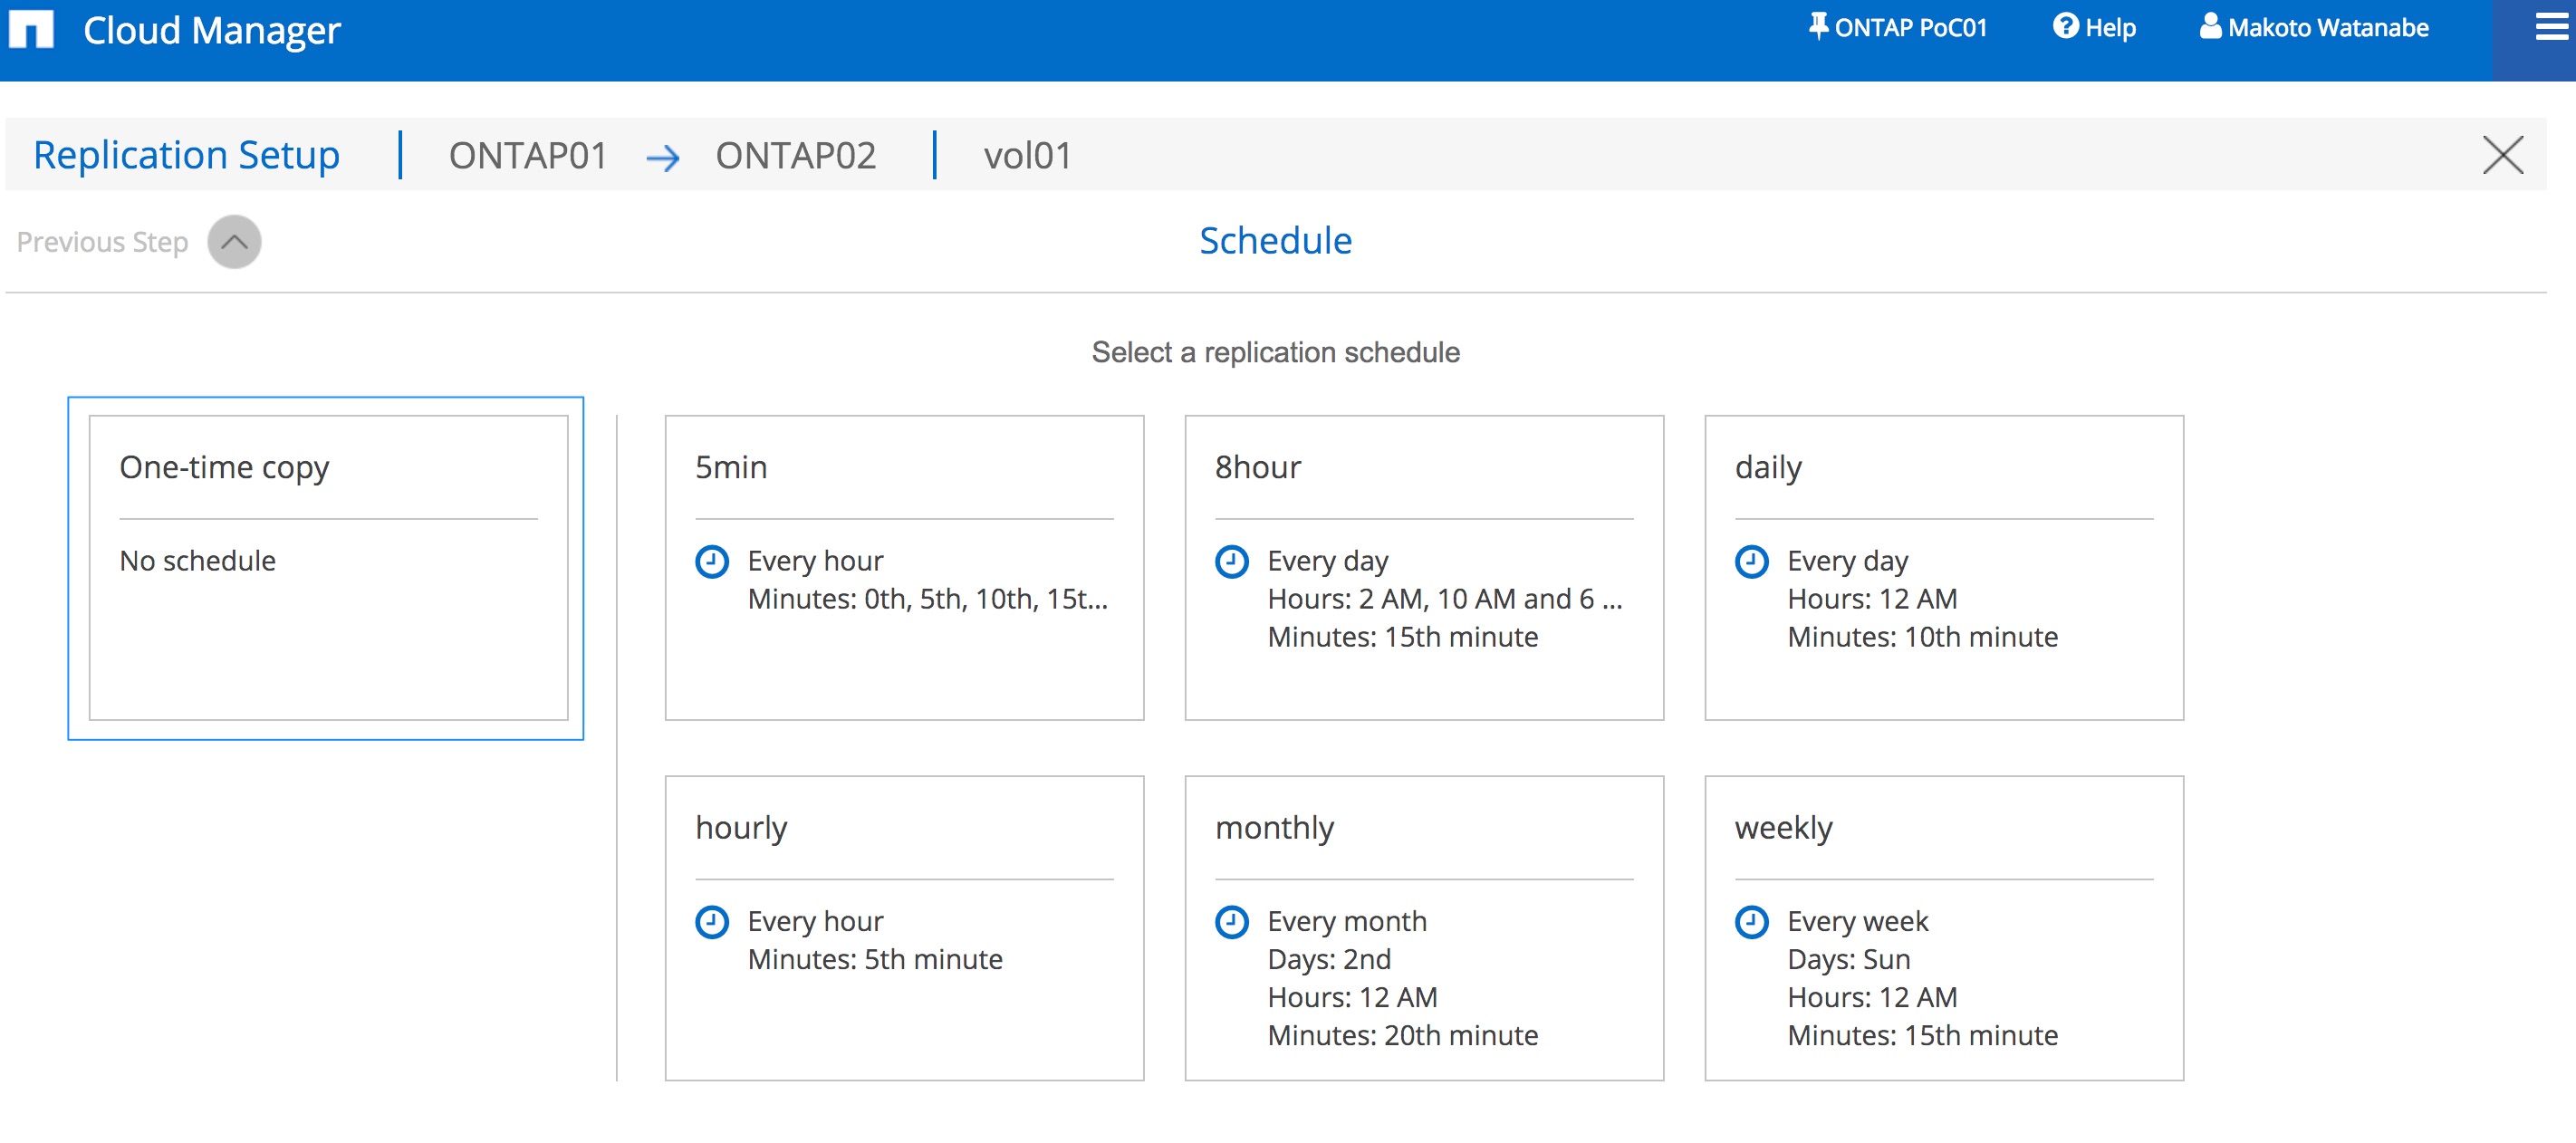 Cloud Manager
ONTAP PoC01
Help
Makoto Watanabe
Replication Setup
ONTAP01
ONTAP02
vol01
Previous Step
Schedule
Select a replication schedule
One-time copy
No schedule
5min
Every hour
Minutes: 0th, 5th, 10th, 15t...
8hour
Every day
Hours: 2 AM, 10 AM and 6 ...
Minutes: 15th minute
daily
Every day
Hours: 12 AM
Minutes: 10th minute
hourly
Every hour
Minutes: 5th minute
monthly
Every month
Days: 2nd
Hours: 12 AM
Minutes: 20th minute
weekly
Every week
Days: Sun
Hours: 12 AM
Minutes: 15th minute